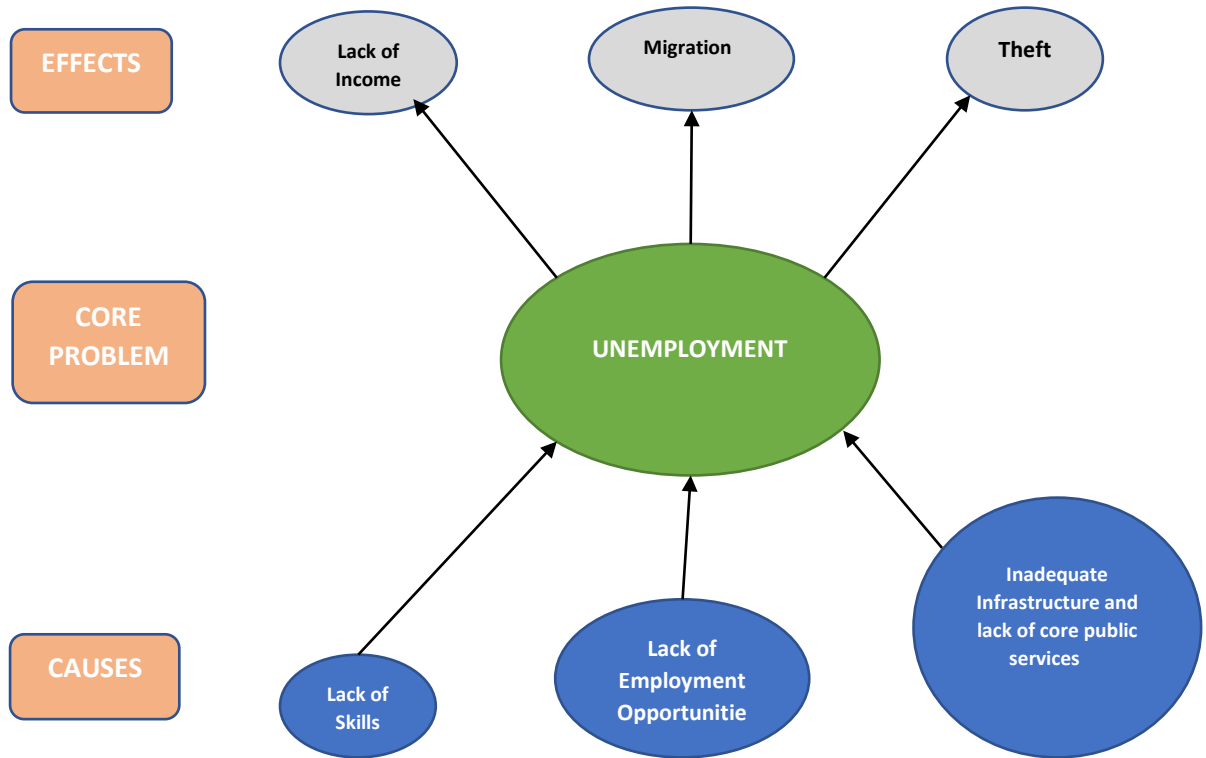 EFFECTS
Lack of
Income
Migration
Theft
CORE
PROBLEM
UNEMPLOYMENT
CAUSES
Lack of
Skills
Lack of
Employment
Opportunitie
Inadequate
Infrastructure and
lack of core public
services